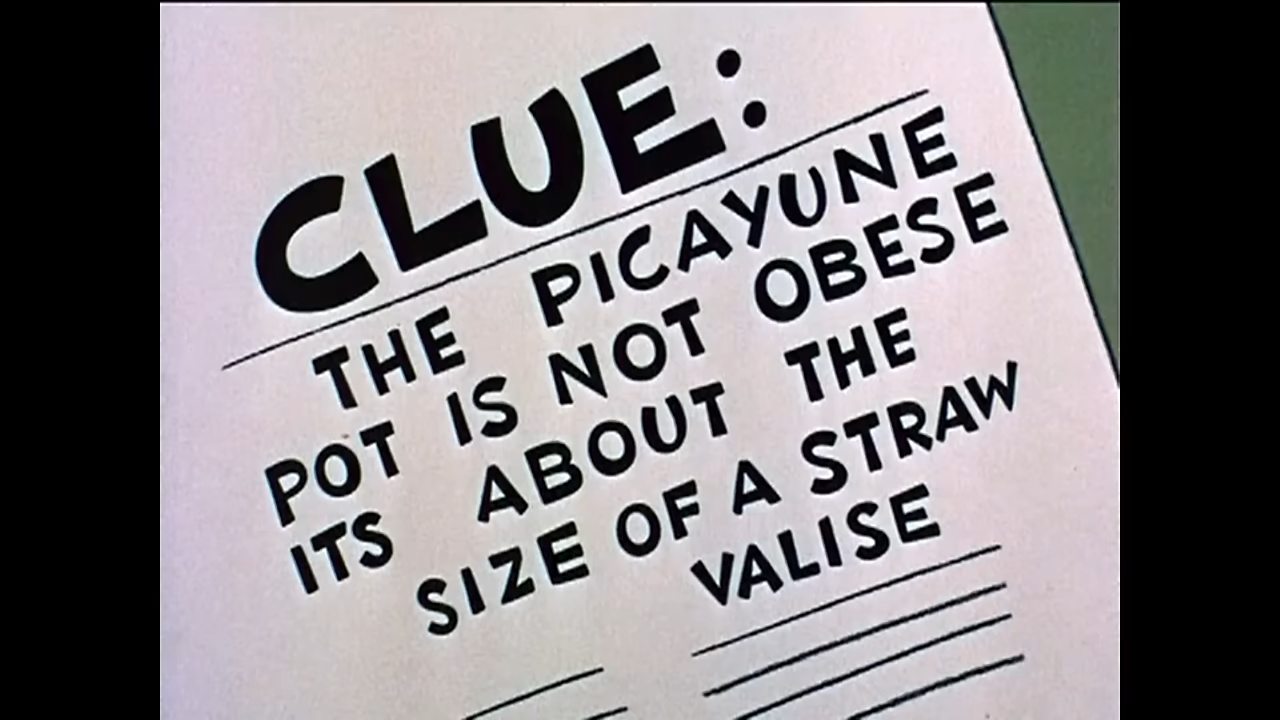 CLUE:
THE PICAYUNE
POT IS NOT OBESE
ITS ABOUT THE
SIZE OF A STRAW
VALISE